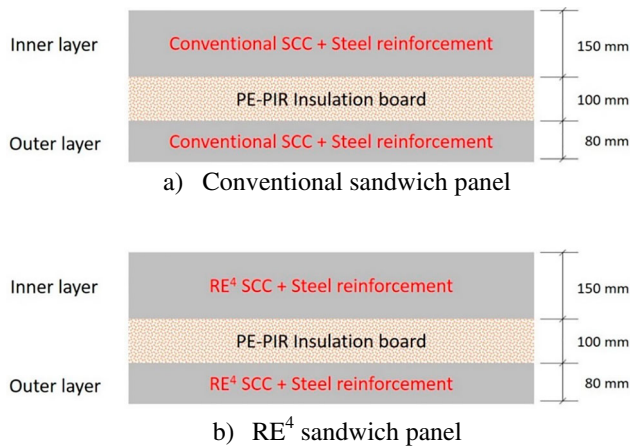 Inner layer
Conventional SCC + Steel reinforcement
150 mm
PE-PIR Insulation board
100 mm
Outer layer
Conventional SCC + Steel reinforcement
80 mm
a) Conventional sandwich panel
Inner layer
RE⁴ SCC + Steel reinforcement
150 mm
PE-PIR Insulation board
100 mm
Outer layer
RE⁴ SCC + Steel reinforcement
80 mm
b) RE⁴ sandwich panel